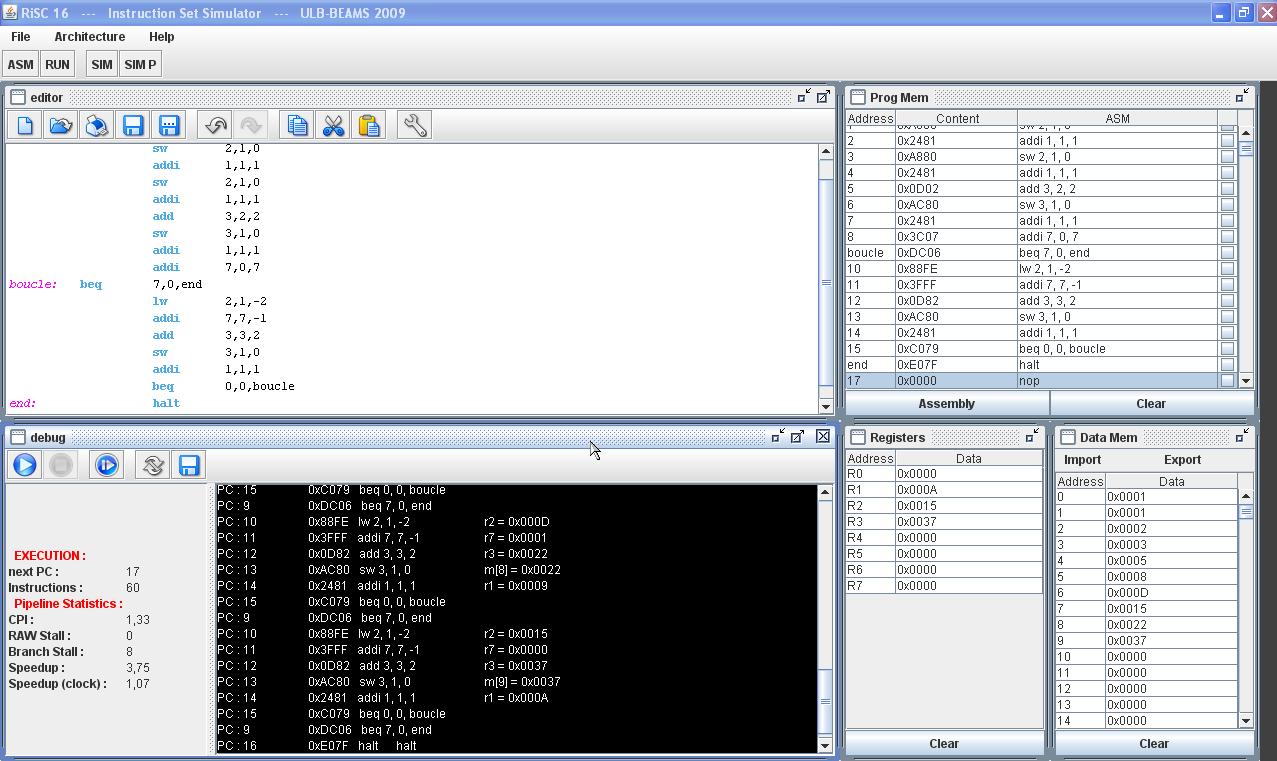 RiSC 16 --- Instruction Set Simulator --- ULB-BEAMS 2009
File Architecture Help
ASM RUN SIM SIM P
editor
sw 2,1,0
addi 1,1,1
sw 2,1,0
addi 1,1,1
add 3,2,2
sw 3,1,0
addi 1,1,1
addi 7,0,7
boucle: beq 7,0,end
lw 2,1,-2
addi 7,7,-1
add 3,3,2
sw 3,1,0
addi 1,1,1
beq 0,0,boucle
end: halt
Prog Mem
Address Content ASM
1 0xA880 sw 2, 1, 0
2 0x2481 addi 1, 1, 1
3 0xA880 sw 2, 1, 0
4 0x2481 addi 1, 1, 1
5 0x0D02 add 3, 2, 2
6 0xAC80 sw 3, 1, 0
7 0x2481 addi 1, 1, 1
8 0x3C07 addi 7, 0, 7
boucle 0xDC06 beq 7, 0, end
10 0x88FE lw 2, 1, -2
11 0x3FFF addi 7, 7, -1
12 0x0D82 add 3, 3, 2
13 0xAC80 sw 3, 1, 0
14 0x2481 addi 1, 1, 1
15 0xC079 beq 0, 0, boucle
end 0xE07F halt
17 0x0000 nop
Assembly Clear
debug
EXECUTION :
next PC : 17
Instructions : 60
Pipeline Statistics :
CPI : 1,33
RAW Stall : 0
Branch Stall : 8
Speedup : 3,75
Speedup (clock) : 1,07
PC : 15 0xC079 beq 0, 0, boucle
PC : 9 0xDC06 beq 7, 0, end
PC : 10 0x88FE lw 2, 1, -2 r2 = 0x000D
PC : 11 0x3FFF addi 7, 7, -1 r7 = 0x0001
PC : 12 0x0D82 add 3, 3, 2 r3 = 0x0022
PC : 13 0xAC80 sw 3, 1, 0 m[8] = 0x0022
PC : 14 0x2481 addi 1, 1, 1 r1 = 0x0009
PC : 15 0xC079 beq 0, 0, boucle
PC : 9 0xDC06 beq 7, 0, end
PC : 10 0x88FE lw 2, 1, -2 r2 = 0x0015
PC : 11 0x3FFF addi 7, 7, -1 r7 = 0x0000
PC : 12 0x0D82 add 3, 3, 2 r3 = 0x0037
PC : 13 0xAC80 sw 3, 1, 0 m[9] = 0x0037
PC : 14 0x2481 addi 1, 1, 1 r1 = 0x000A
PC : 15 0xC079 beq 0, 0, boucle
PC : 9 0xDC06 beq 7, 0, end
PC : 16 0xE07F halt halt
Registers
Address Data
R0 0x0000
R1 0x000A
R2 0x0015
R3 0x0037
R4 0x0000
R5 0x0000
R6 0x0000
R7 0x0000
Clear
Data Mem
Import Export
Address Data
0 0x0001
1 0x0001
2 0x0002
3 0x0003
4 0x0005
5 0x0008
6 0x000D
7 0x0015
8 0x0022
9 0x0037
10 0x0000
11 0x0000
12 0x0000
13 0x0000
14 0x0000
Clear